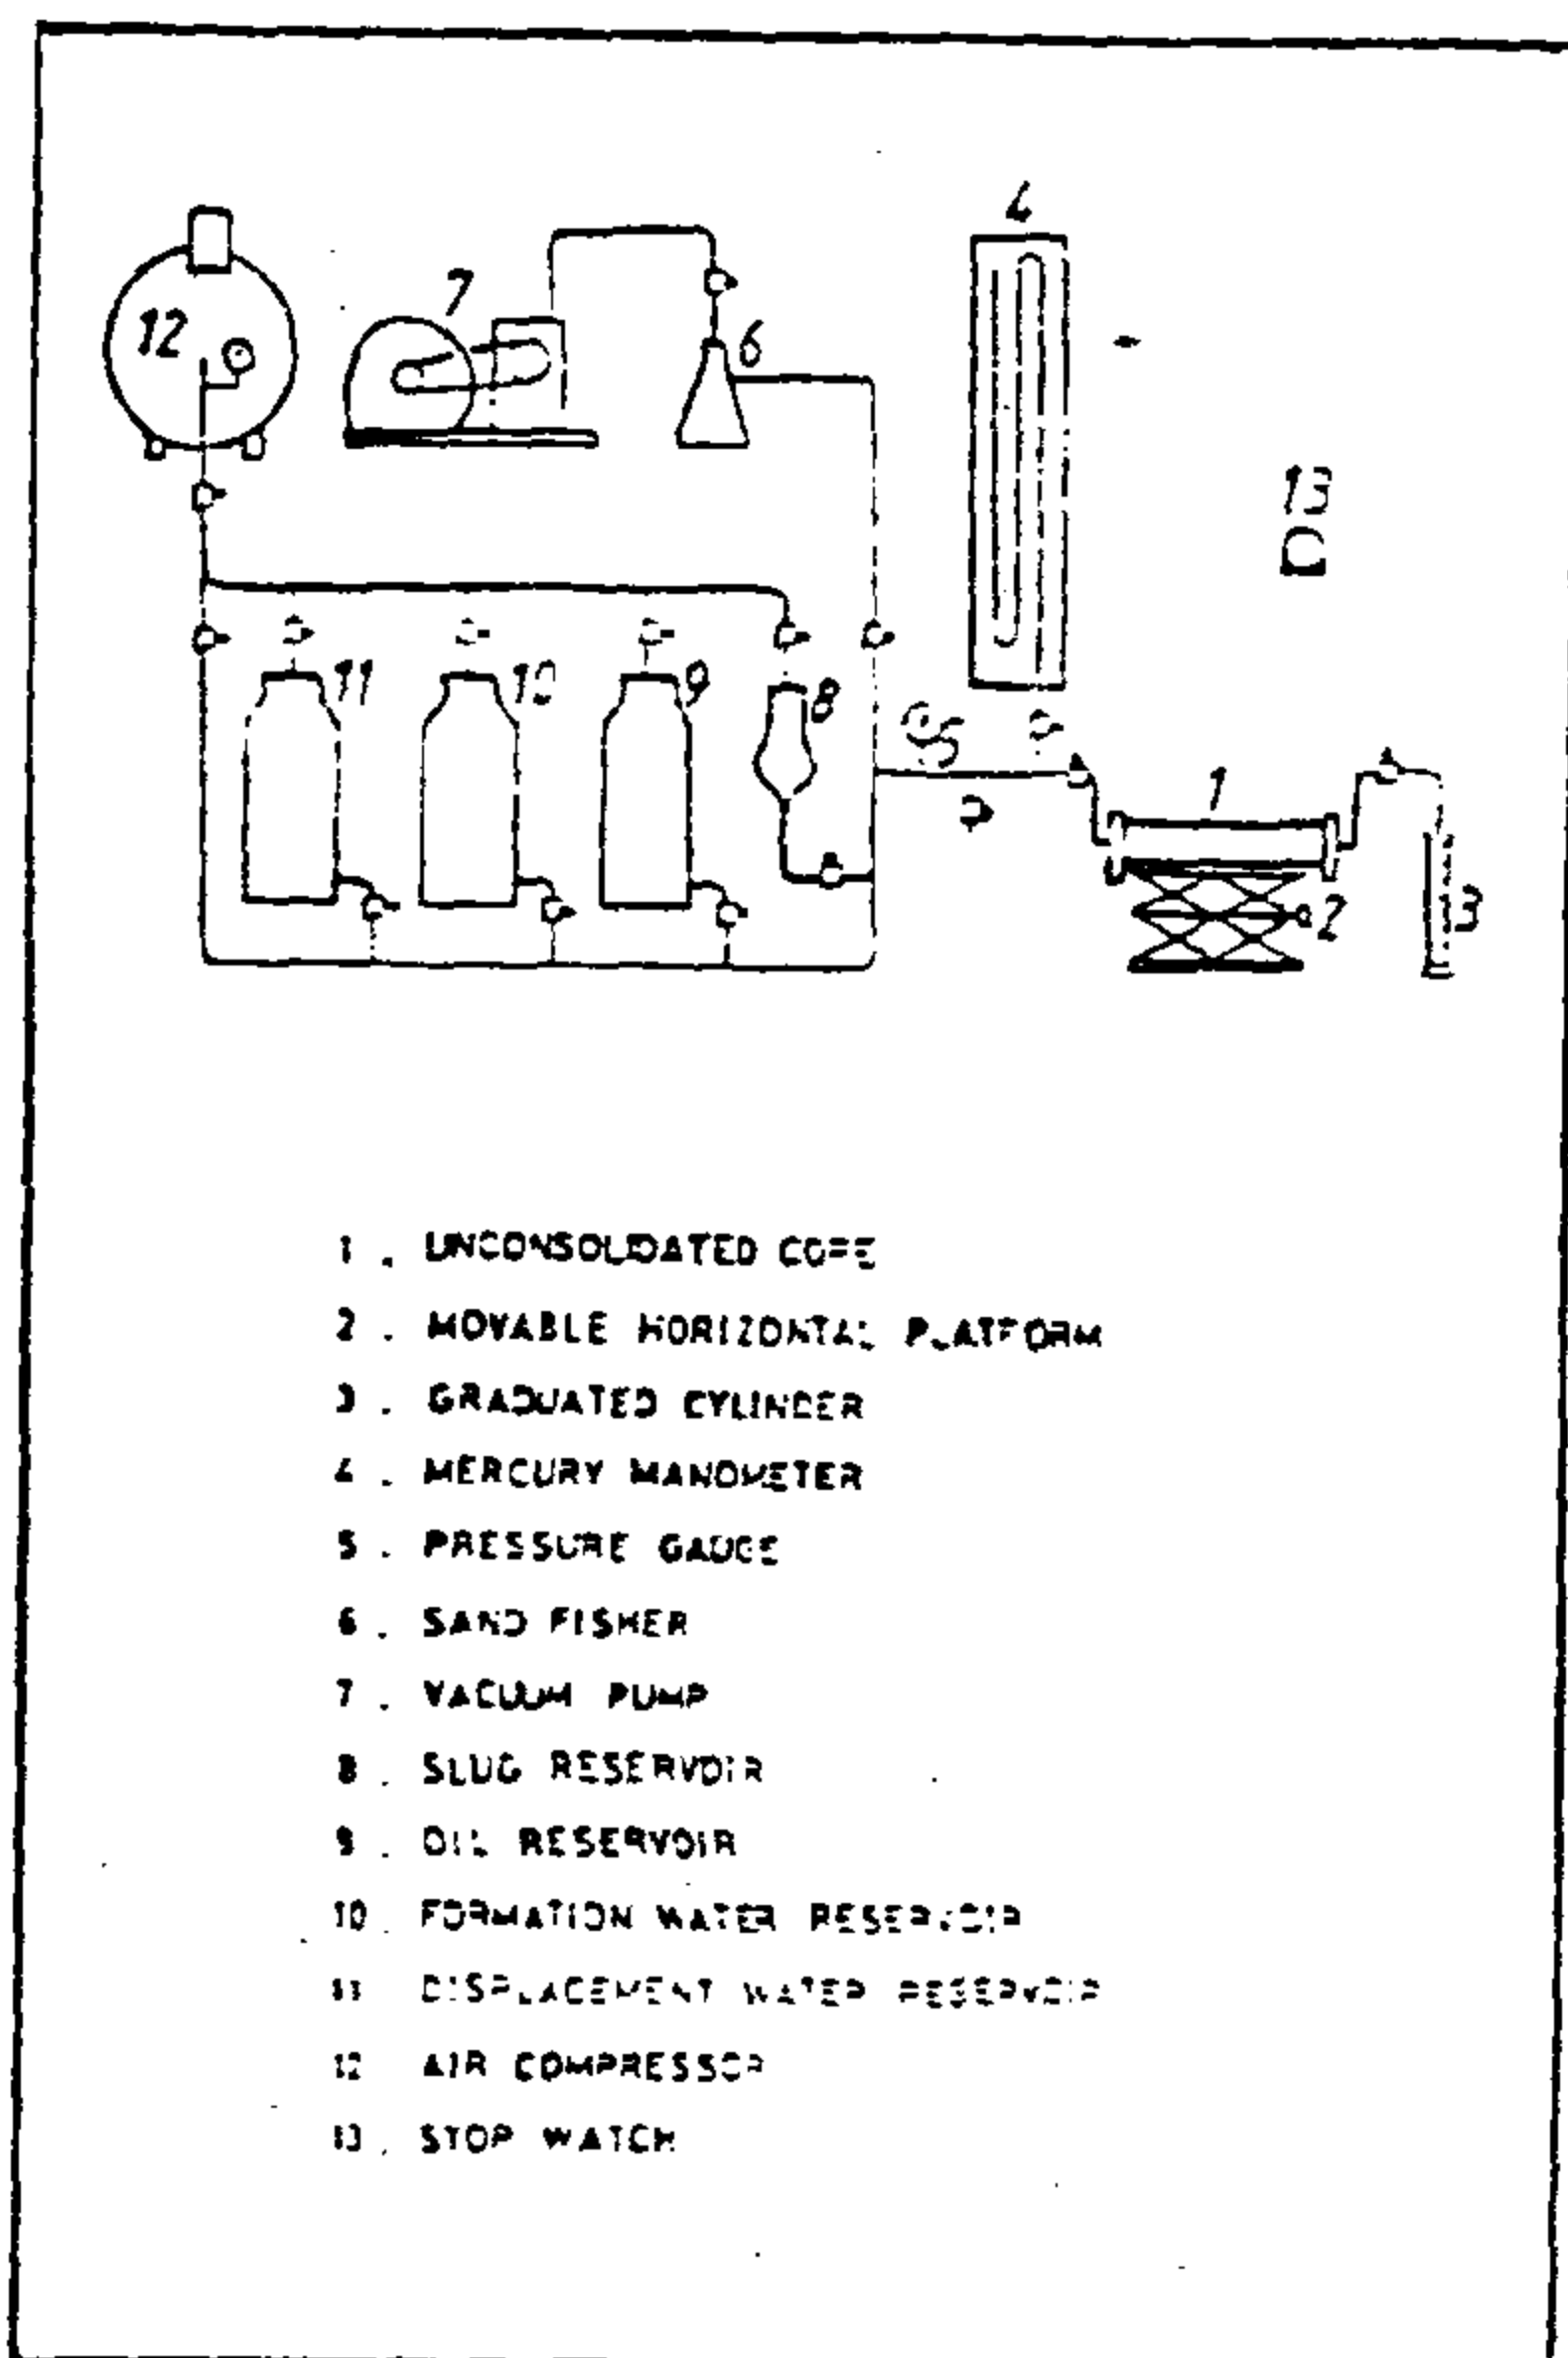 4
7
12
6
13
11
10
9
8
5
1
2
3
1 . UNCONSOLIDATED CORE
2 . MOVABLE HORIZONTAL PLATFORM
3 . GRADUATED CYLINDER
4 . MERCURY MANOMETER
5 . PRESSURE GAUGE
6 . SAND FISHER
7 . VACUUM PUMP
8 . SLUG RESERVOIR
9 . OIL RESERVOIR
10 . FORMATION WATER RESERVOIR
11 DISPLACEMENT WATER RESERVOIR
12 AIR COMPRESSOR
13 . STOP WATCH